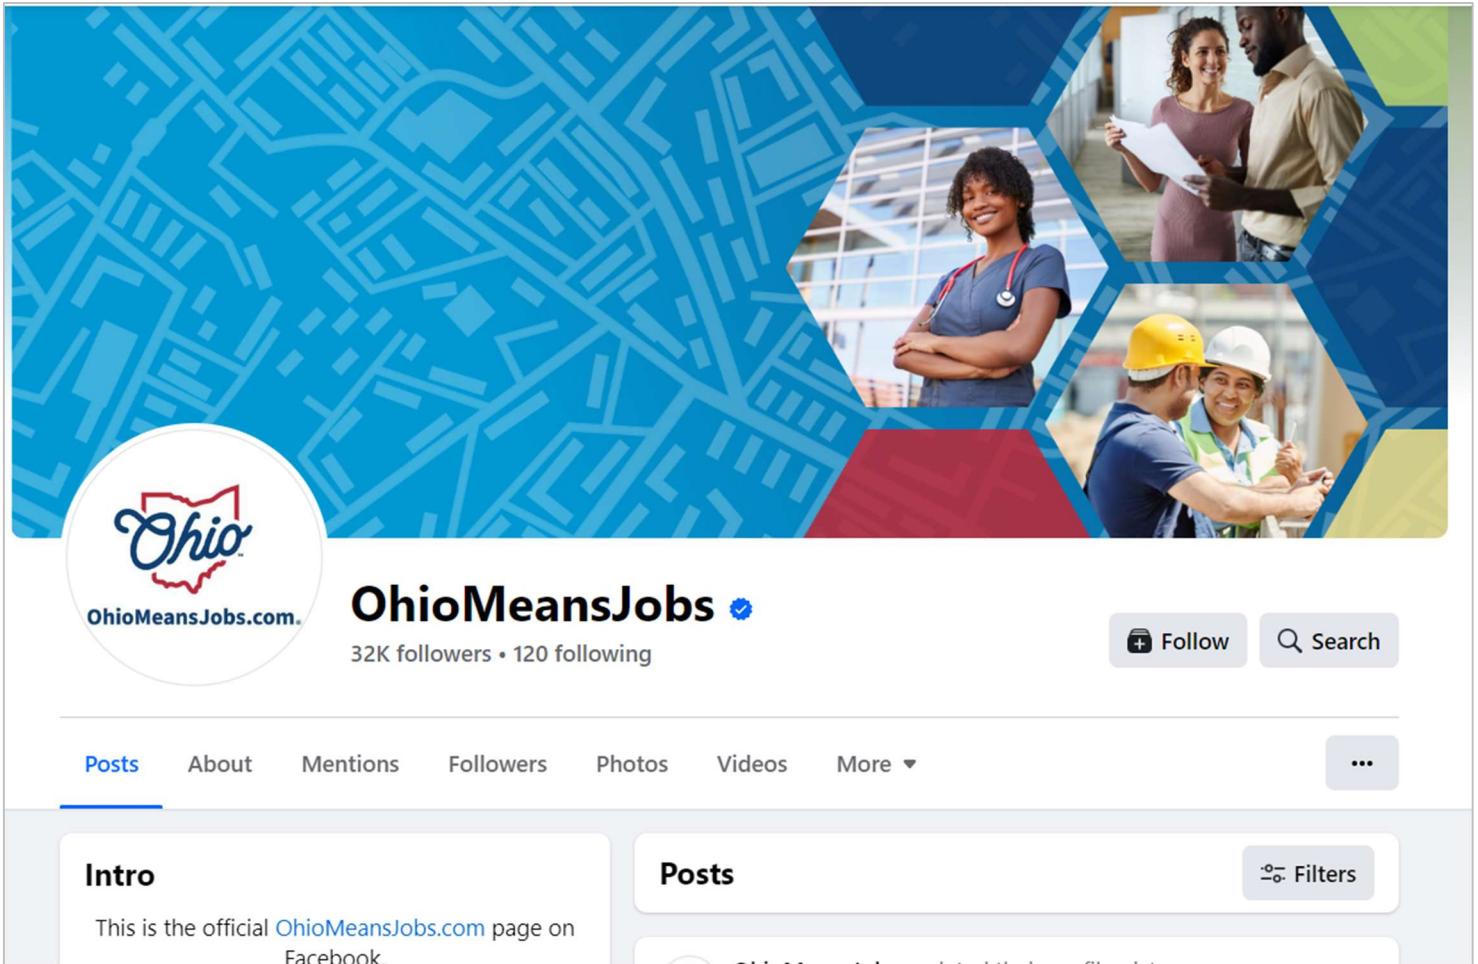 Ohio
OhioMeansJobs.com.
OhioMeansJobs
32K followers • 120 following
Follow
Search
Posts
About
Mentions
Followers
Photos
Videos
More
Intro
This is the official OhioMeansJobs.com page on
Facebook.
Posts
Filters